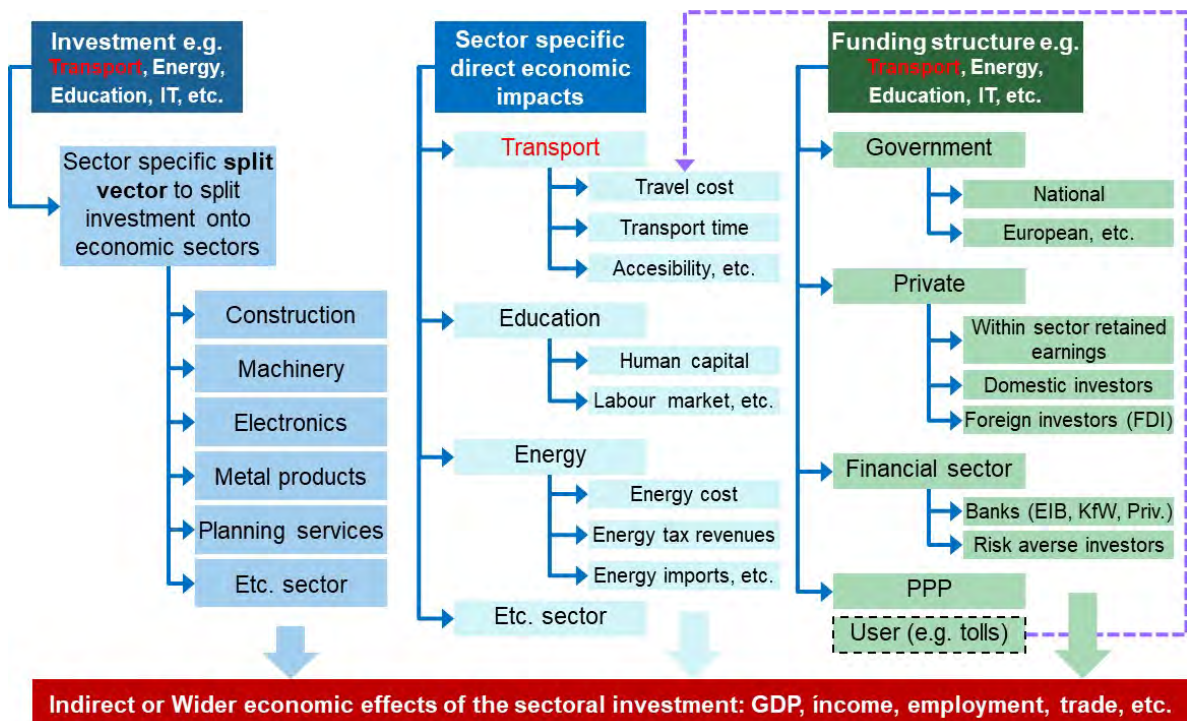 Investment e.g.
Transport, Energy,
Education, IT, etc.
Sector specific split
vector to split
investment onto
economic sectors
Construction
Machinery
Electronics
Metal products
Planning services
Etc. sector
Sector specific
direct economic
impacts
Transport
Travel cost
Transport time
Accesibility, etc.
Education
Human capital
Labour market, etc.
Energy
Energy cost
Energy tax revenues
Energy imports, etc.
Etc. sector
Funding structure e.g.
Transport, Energy,
Education, IT, etc.
Government
National
European, etc.
Private
Within sector retained
earnings
Domestic investors
Foreign investors (FDI)
Financial sector
Banks (EIB, KfW, Priv.)
Risk averse investors
PPP
User (e.g. tolls)
Indirect or Wider economic effects of the sectoral investment: GDP, íncome, employment, trade, etc.